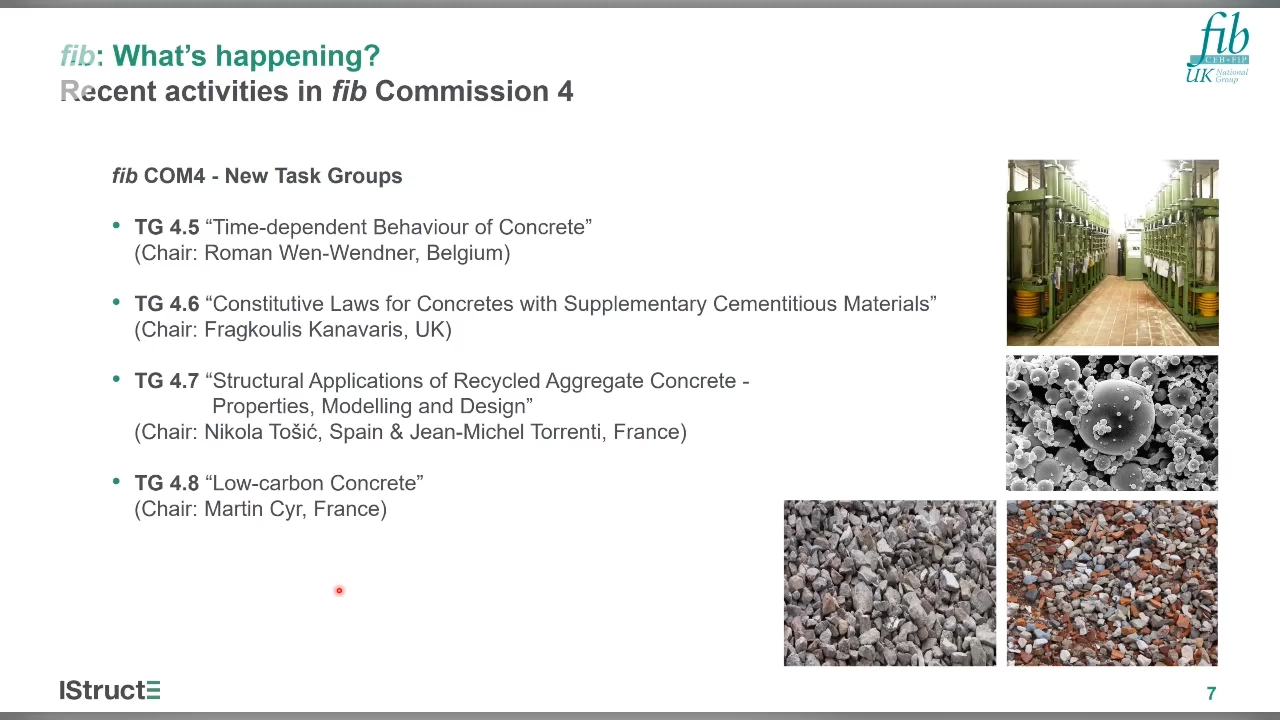 fib: What’s happening?
Recent activities in fib Commission 4
fib
CEB-FIP
UK National
Group
fib COM4 - New Task Groups
• TG 4.5 “Time-dependent Behaviour of Concrete”
(Chair: Roman Wen-Wendner, Belgium)
• TG 4.6 “Constitutive Laws for Concretes with Supplementary Cementitious Materials”
(Chair: Fragkoulis Kanavaris, UK)
• TG 4.7 “Structural Applications of Recycled Aggregate Concrete -
Properties, Modelling and Design”
(Chair: Nikola Tošić, Spain & Jean-Michel Torrenti, France)
• TG 4.8 “Low-carbon Concrete”
(Chair: Martin Cyr, France)
IStructE
7